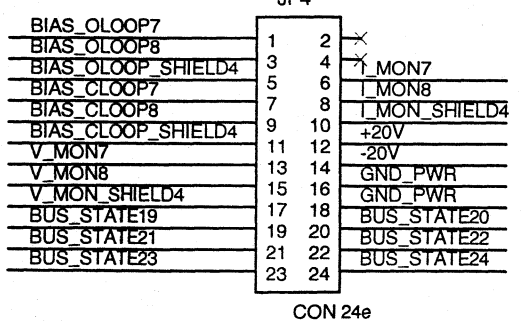 JP4
BIAS_OLOOP7
BIAS_OLOOP8 1 2
BIAS_OLOOP_SHIELD4 3 4 I_MON7
BIAS_CLOOP7 5 6 I_MON8
BIAS_CLOOP8 7 8 I_MON_SHIELD4
BIAS_CLOOP_SHIELD4 9 10 +20V
V_MON7 11 12 -20V
V_MON8 13 14 GND_PWR
V_MON_SHIELD4 15 16 GND_PWR
BUS_STATE19 17 18 BUS_STATE20
BUS_STATE21 19 20 BUS_STATE22
BUS_STATE23 21 22 BUS_STATE24
23 24
CON 24e